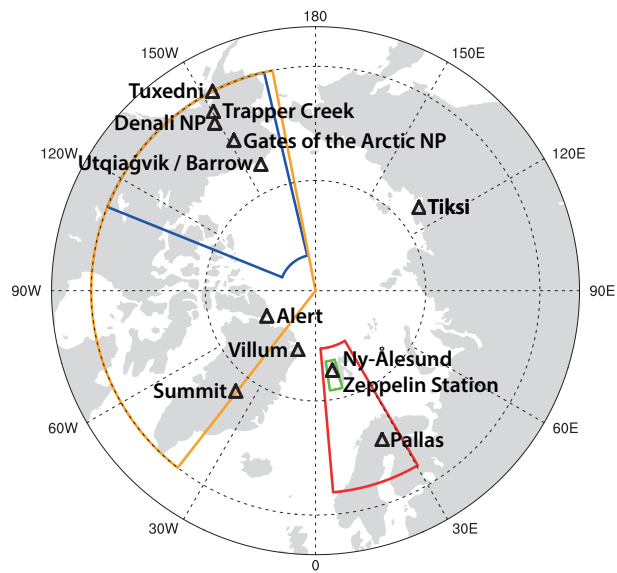 180
150W
150E
Tuxedni
Trapper Creek
Denali NP
Gates of the Arctic NP
120W
120E
Utqiagvik / Barrow
Tiksi
90W
90E
Alert
Villum
Ny-Ålesund
Zeppelin Station
Summit
60W
60E
Pallas
30W
30E
0